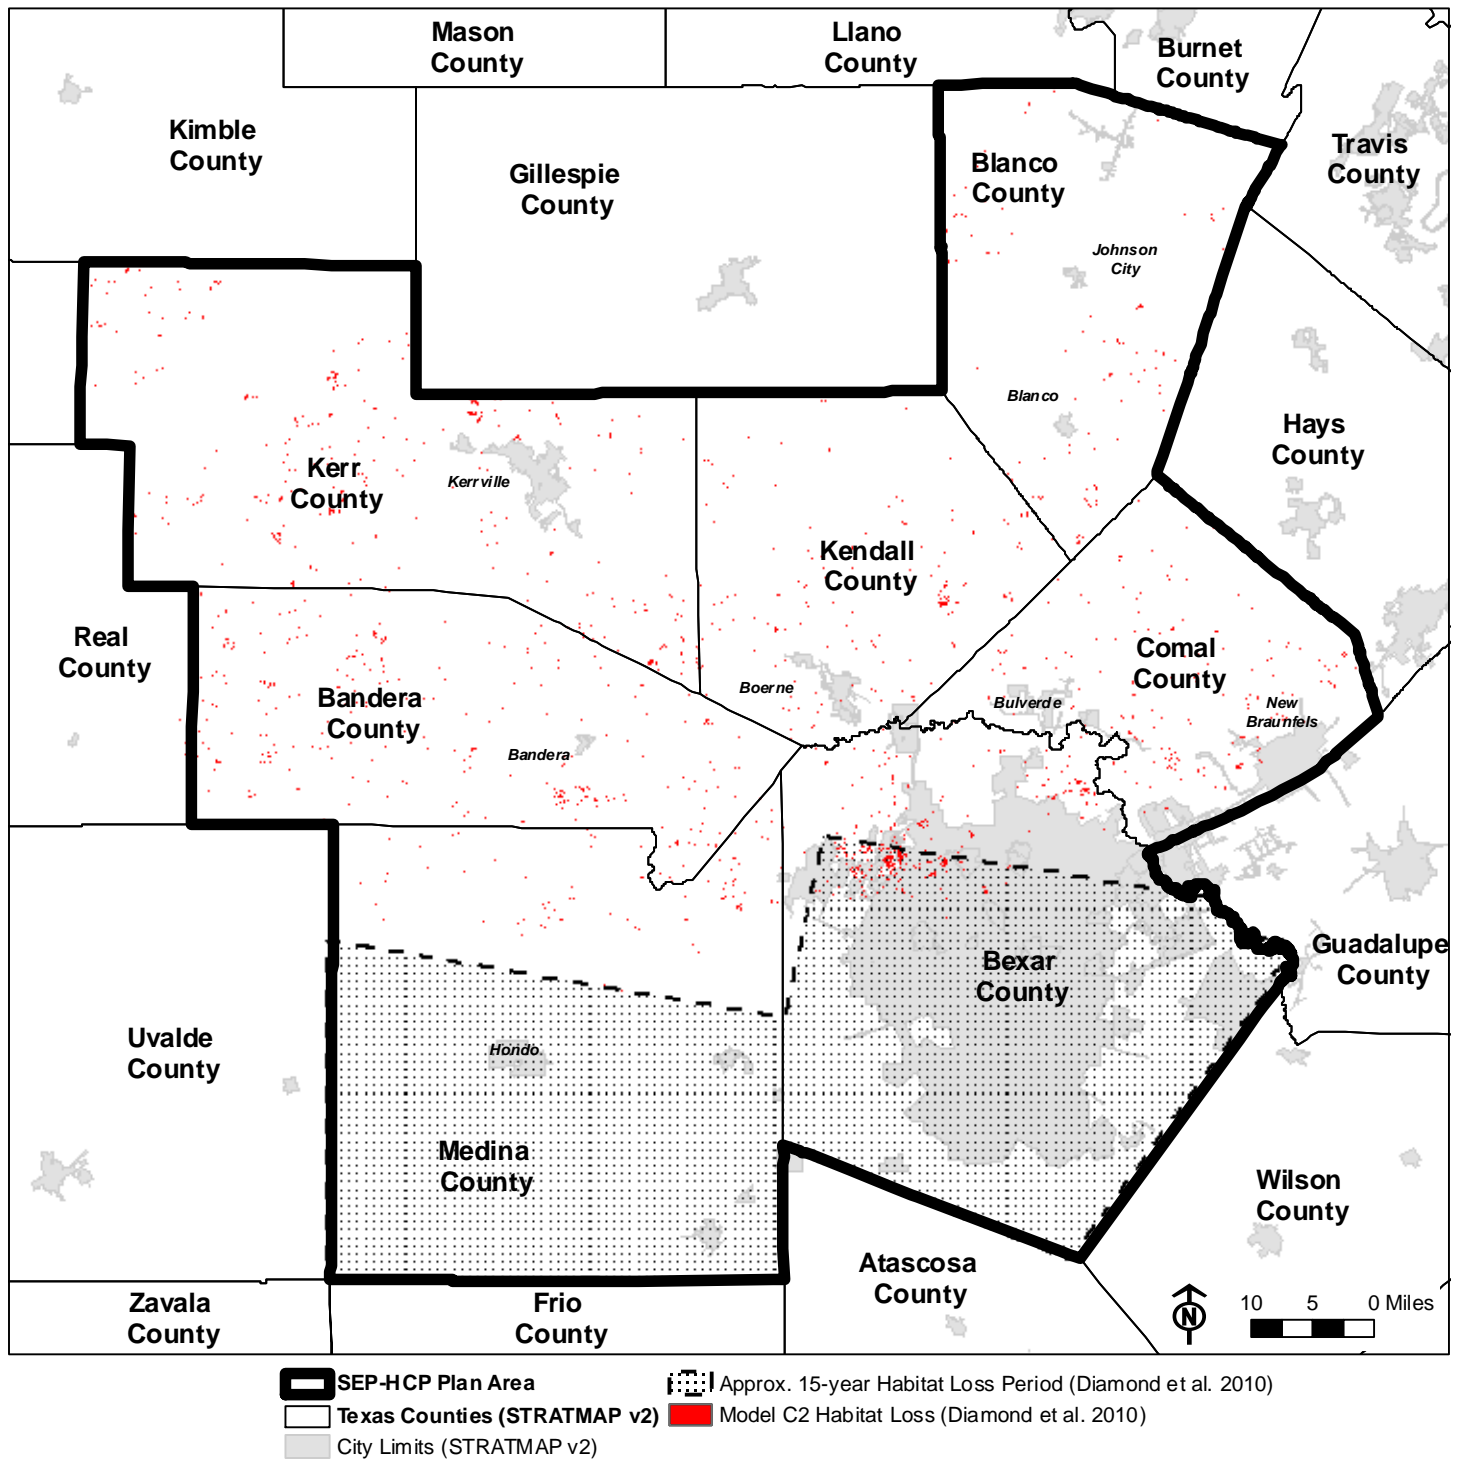 Mason
County
Llano
County
Burnet
County
Kimble
County
Travis
County
Gillespie
County
Blanco
County
Johnson
City
Blanco
Hays
County
Kerr
County
Kerrville
Kendall
County
Real
County
Comal
County
Bandera
County
Boerne
Bulverde
New
Braunfels
Bandera
Guadalupe
County
Bexar
County
Uvalde
County
Hondo
Medina
County
Wilson
County
Atascosa
County
Zavala
County
Frio
County
N
10 5 0 Miles
SEP-HCP Plan Area
Texas Counties (STRATMAP v2)
City Limits (STRATMAP v2)
Approx. 15-year Habitat Loss Period (Diamond et al. 2010)
Model C2 Habitat Loss (Diamond et al. 2010)